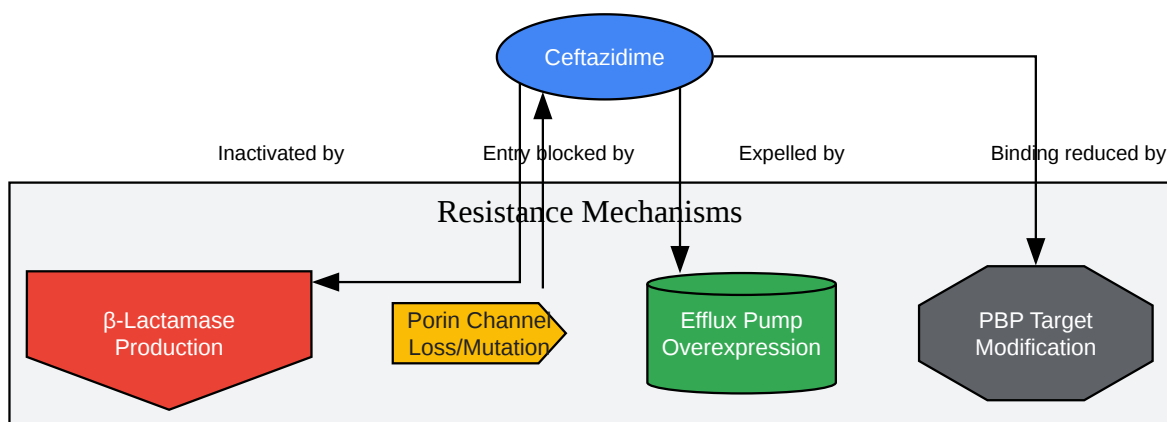 Ceftazidime
Inactivated by
Entry blocked by
Expelled by
Binding reduced by
Resistance Mechanisms
β-Lactamase
Production
Porin Channel
Loss/Mutation
Efflux Pump
Overexpression
PBP Target
Modification